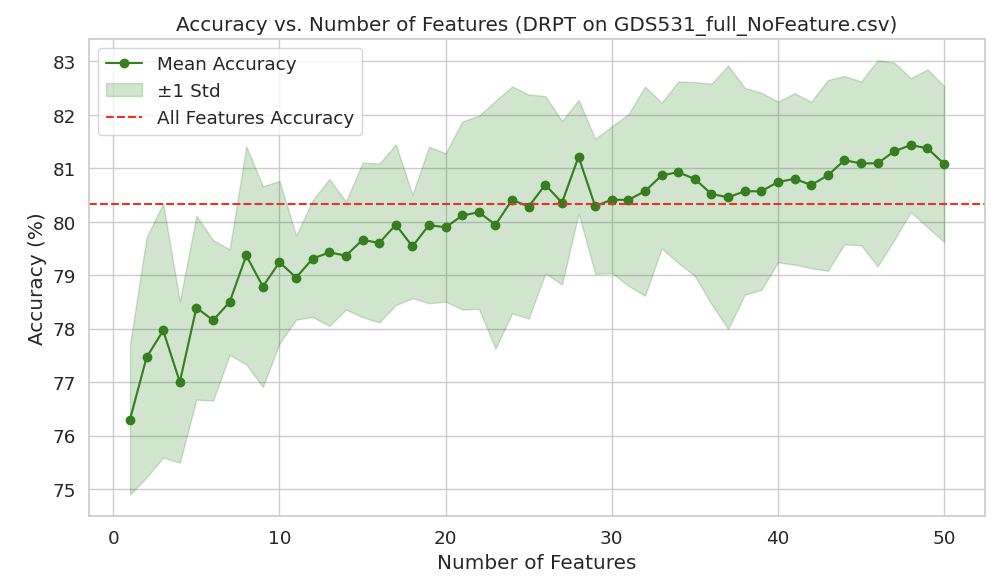 Accuracy vs. Number of Features (DRPT on GDS531_full_NoFeature.csv)
Mean Accuracy
±1 Std
All Features Accuracy
Accuracy (%)
83
82
81
80
79
78
77
76
75
0 10 20 30 40 50
Number of Features